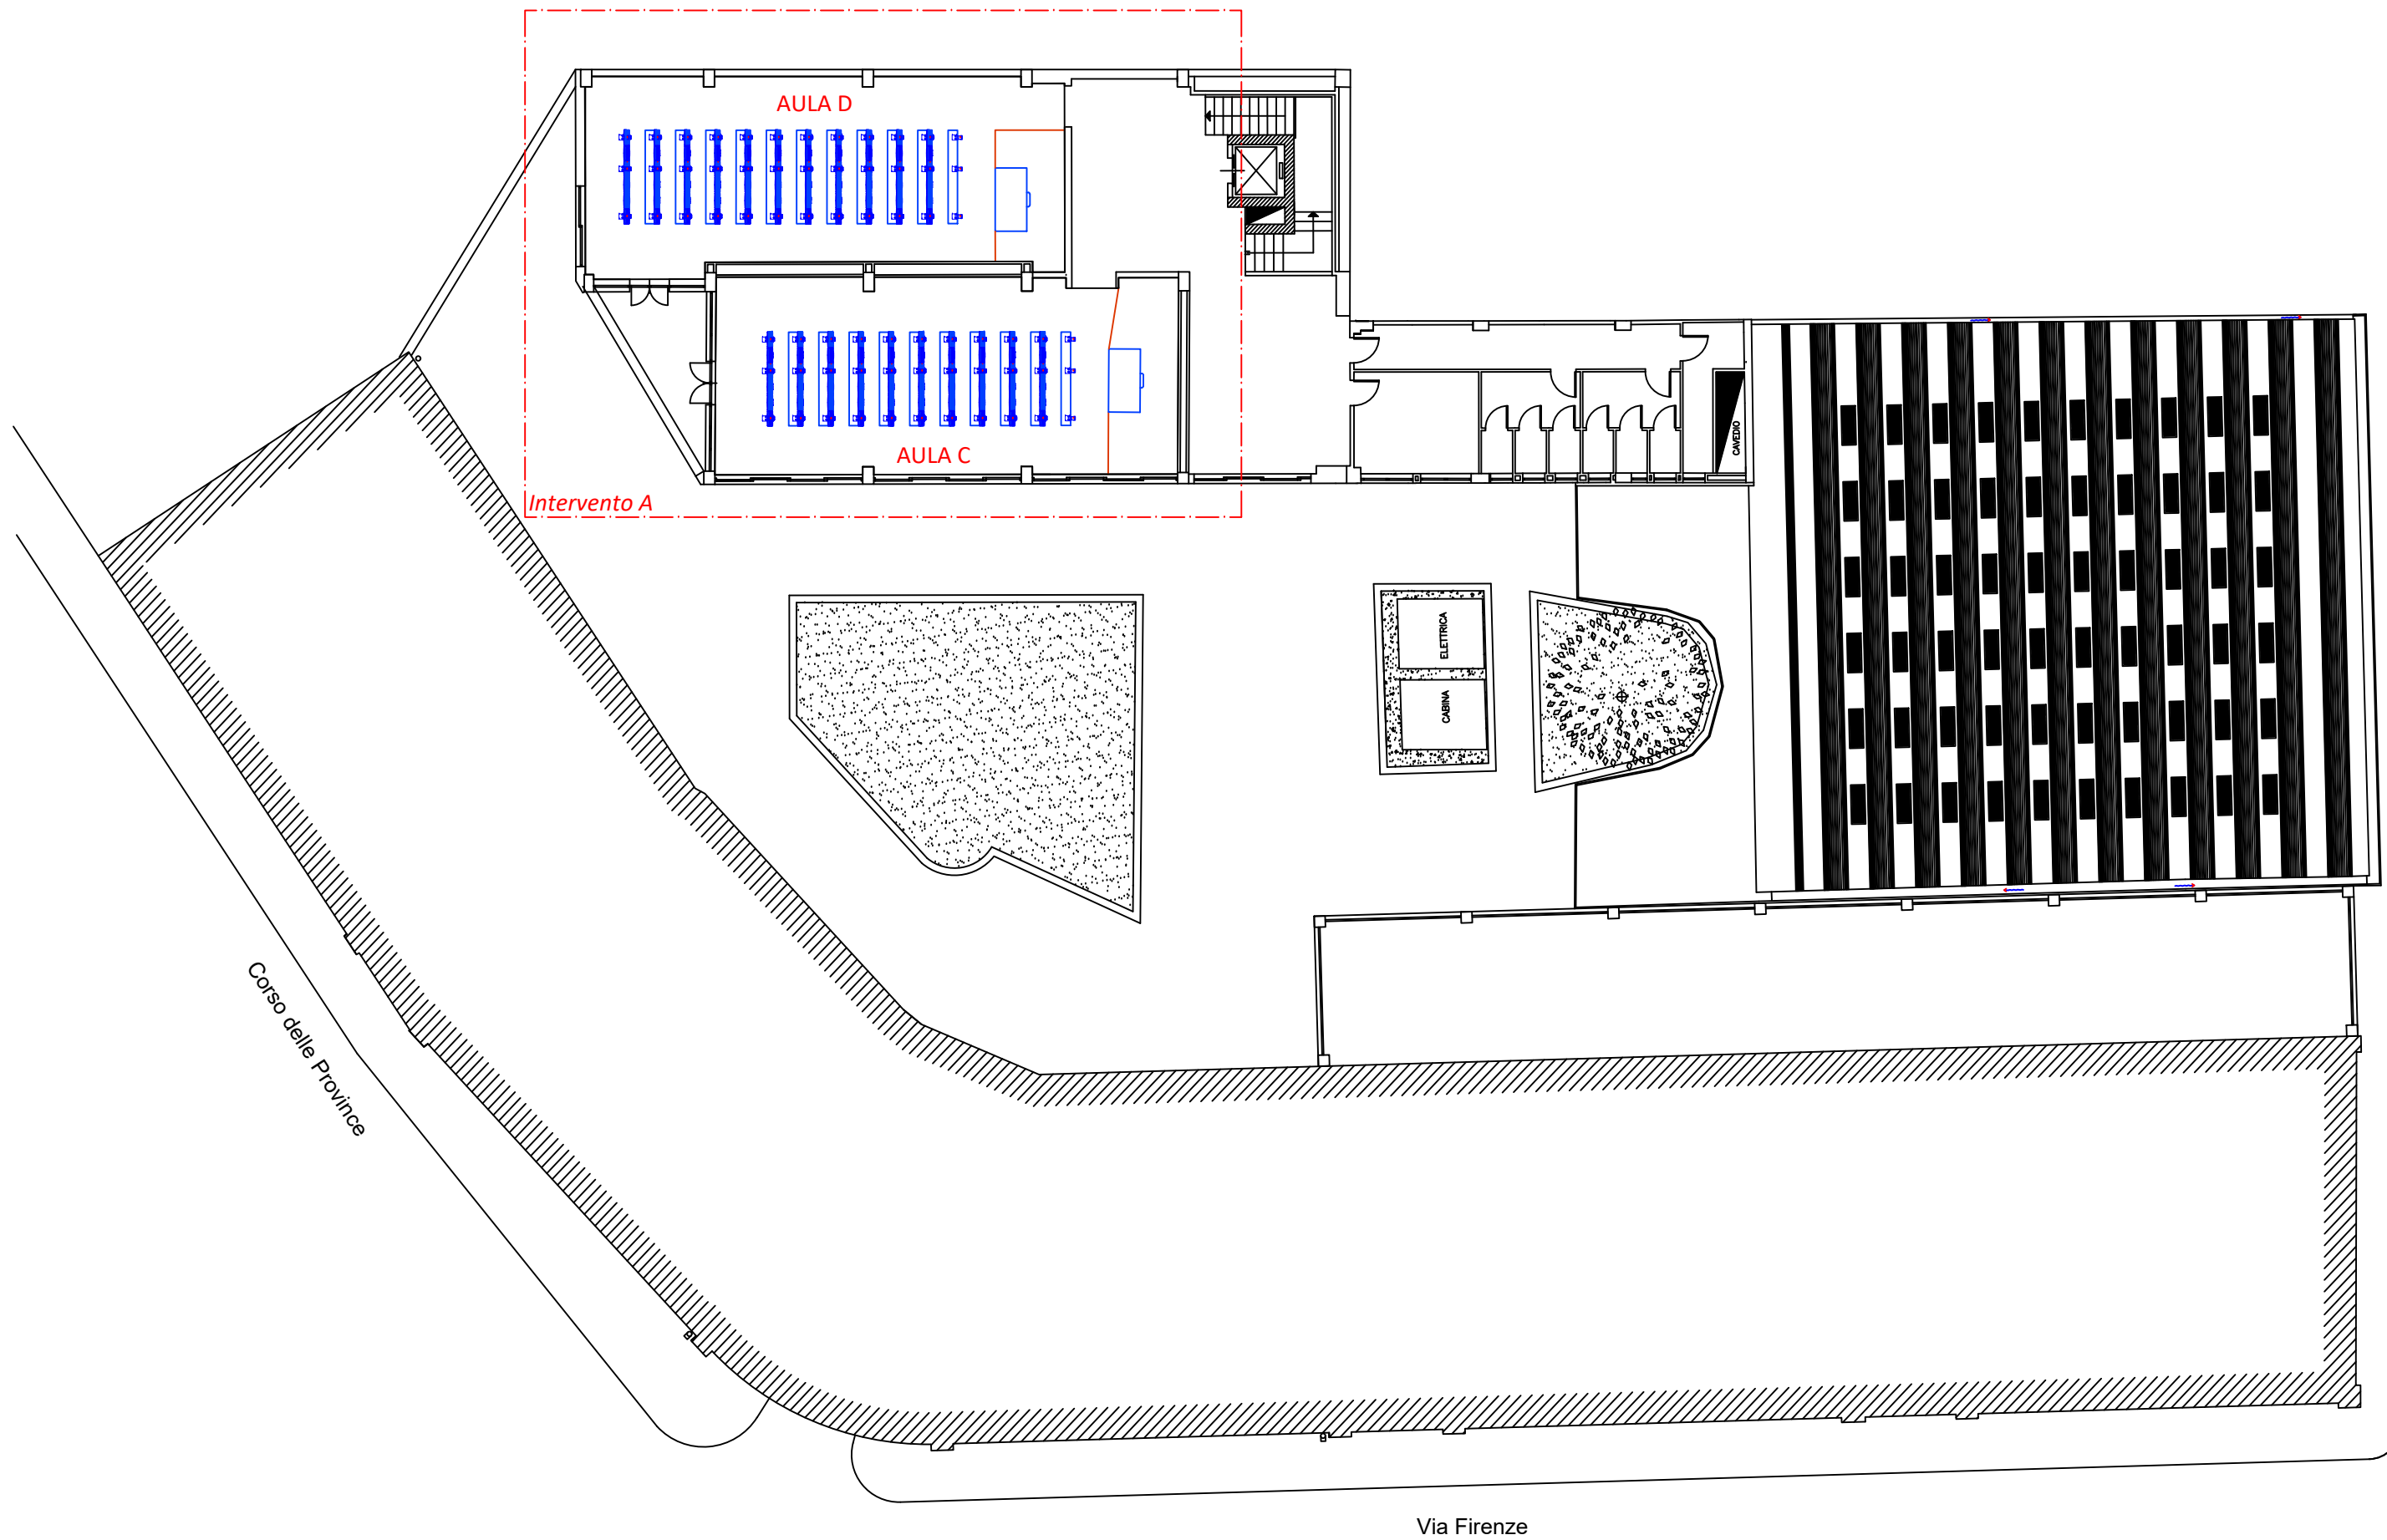 AULA D
AULA C
Intervento A
CAVEDIO
ELETTRICA
CABINA
Corso delle Province
Via Firenze